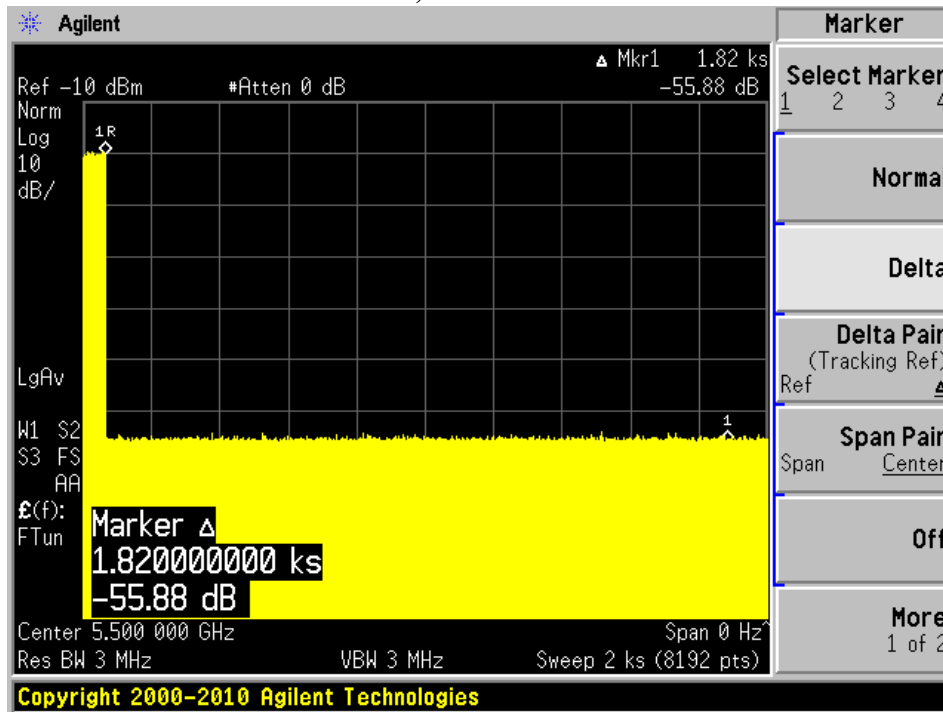 Agilent
Marker
Δ Mkr1 1.82 ks
Ref -10 dBm #Atten 0 dB -55.88 dB
Norm
Log
10
dB/
1R
LgAv
W1 S2
S3 FS
AA
£(f):
FTun
1
Marker Δ
1.820000000 ks
-55.88 dB
Center 5.500 000 GHz Span 0 Hz^
Res BW 3 MHz VBW 3 MHz Sweep 2 ks (8192 pts)
Copyright 2000-2010 Agilent Technologies
Select Marker
1 2 3 4
Norma
Delta
Delta Pair
(Tracking Ref)
Ref Δ
Span Pair
Span Center
Off
More
1 of 2